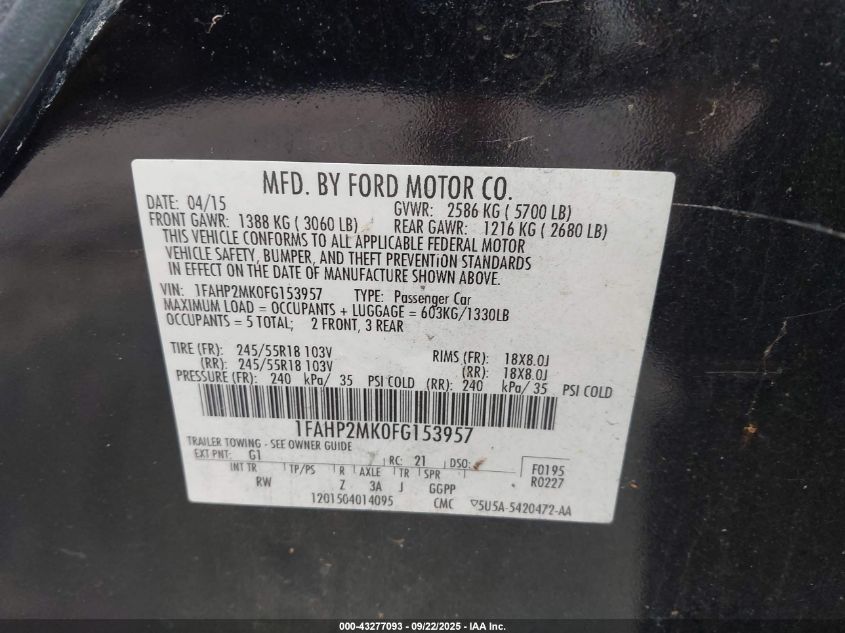 MFD. BY FORD MOTOR CO.
DATE: 04/15 GVWR: 2586 KG ( 5700 LB)
FRONT GAWR: 1388 KG ( 3060 LB) REAR GAWR: 1216 KG ( 2680 LB)
THIS VEHICLE CONFORMS TO ALL APPLICABLE FEDERAL MOTOR
VEHICLE SAFETY, BUMPER, AND THEFT PREVENTION STANDARDS
IN EFFECT ON THE DATE OF MANUFACTURE SHOWN ABOVE.
VIN: 1FAHP2MK0FG153957 TYPE: Passenger Car
MAXIMUM LOAD = OCCUPANTS + LUGGAGE = 603KG/1330LB
OCCUPANTS = 5 TOTAL; 2 FRONT, 3 REAR
TIRE (FR): 245/55R18 103V RIMS (FR): 18X8.0J
(RR): 245/55R18 103V (RR): 18X8.0J
PRESSURE (FR): 240 kPa/ 35 PSI COLD (RR): 240 kPa/ 35 PSI COLD
1FAHP2MK0FG153957
TRAILER TOWING - SEE OWNER GUIDE
EXT PNT: G1 RC: 21 DSO: F0195
INT TR TP/PS R AXLE TR SPR R0227
RW Z 3A J GGPP
1201504014095 CMC ▽5U5A-5420472-AA
000-43277093 - 09/22/2025 - IAA Inc.